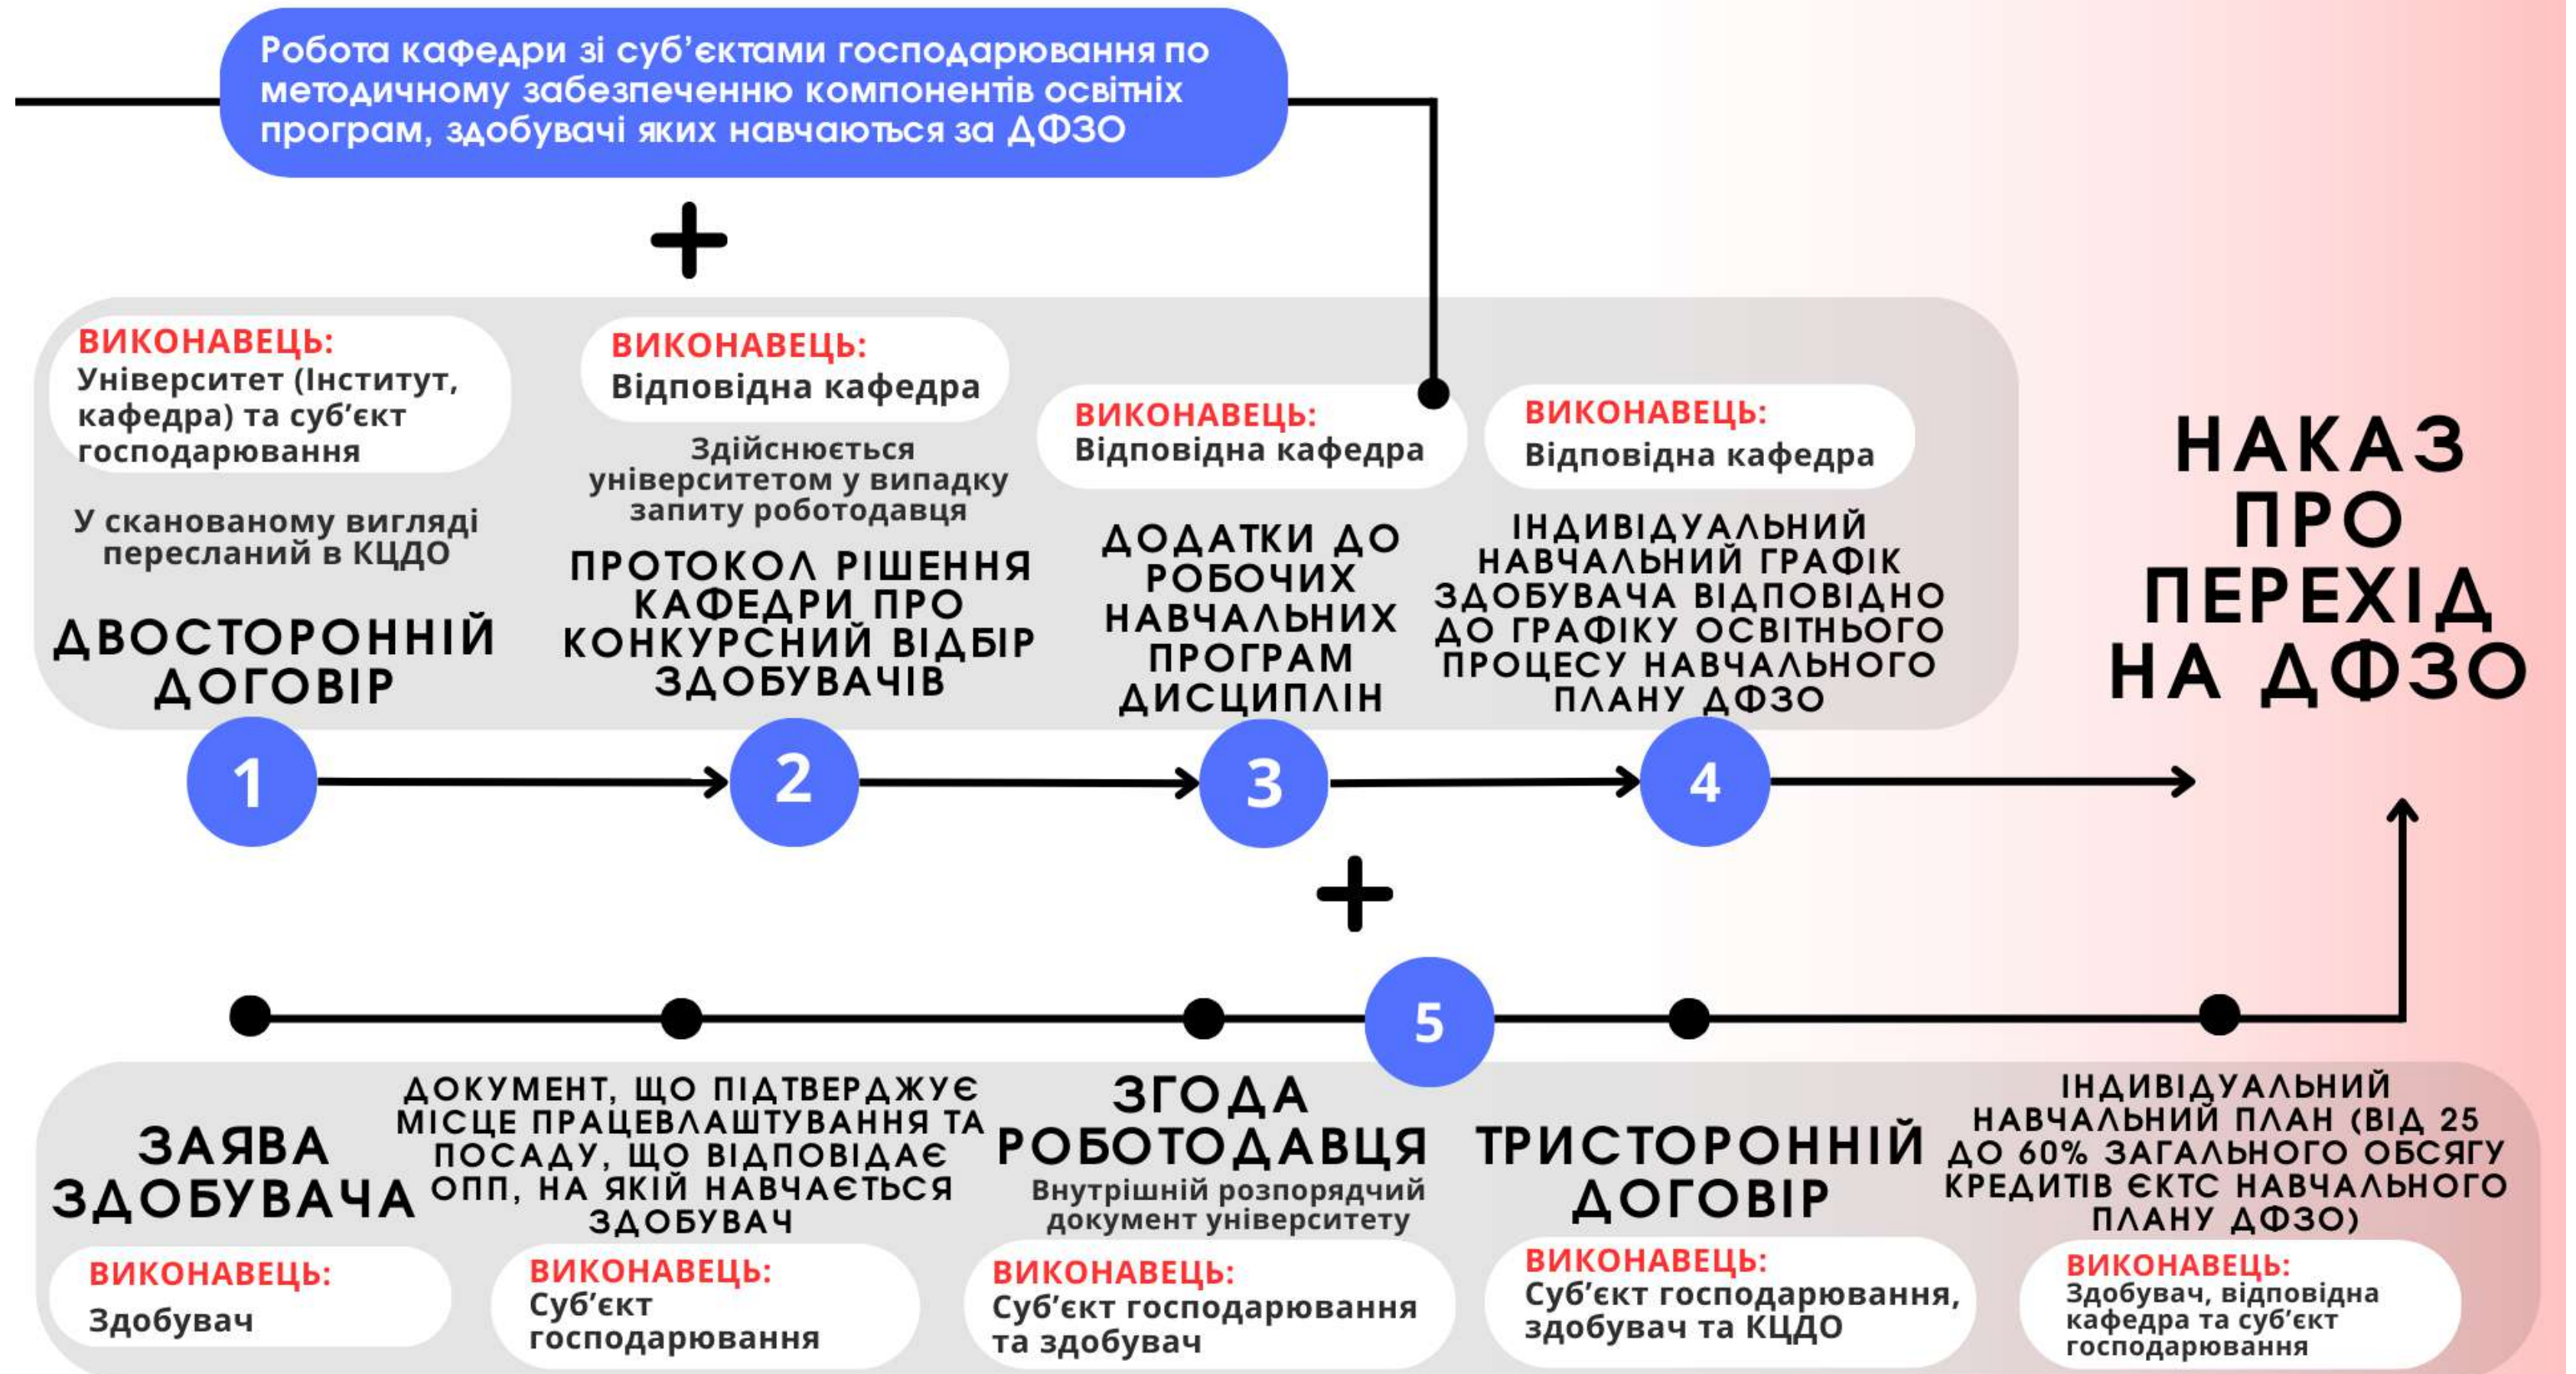 Робота кафедри зі суб’єктами господарювання по
методичному забезпеченню компонентів освітніх
програм, здобувачі яких навчаються за ДФЗО
ВИКОНАВЕЦЬ:
Університет (Інститут,
кафедра) та суб’єкт
господарювання
У сканованому вигляді
пересланий в КЦДО
ДВОСТОРОННІЙ
ДОГОВІР
1
ВИКОНАВЕЦЬ:
Відповідна кафедра
Здійснюється
університетом у випадку
запиту роботодавця
ПРОТОКОЛ РІШЕННЯ
КАФЕДРИ ПРО
КОНКУРСНИЙ ВІДБІР
ЗДОБУВАЧІВ
2
ВИКОНАВЕЦЬ:
Відповідна кафедра
ДОДАТКИ ДО
РОБОЧИХ
НАВЧАЛЬНИХ
ПРОГРАМ
ДИСЦИПЛІН
3
ВИКОНАВЕЦЬ:
Відповідна кафедра
ІНДИВІДУАЛЬНИЙ
НАВЧАЛЬНИЙ ГРАФІК
ЗДОБУВАЧА ВІДПОВІДНО
ДО ГРАФІКУ ОСВІТНЬОГО
ПРОЦЕСУ НАВЧАЛЬНОГО
ПЛАНУ ДФЗО
4
НАКАЗ
ПРО
ПЕРЕХІД
НА ДФЗО
5
ЗАЯВА
ЗДОБУВАЧА
ВИКОНАВЕЦЬ:
Здобувач
ДОКУМЕНТ, ЩО ПІДТВЕРДЖУЄ
МІСЦЕ ПРАЦЕВЛАШТУВАННЯ ТА
ПОСАДУ, ЩО ВІДПОВІДАЄ
ОПП, НА ЯКІЙ НАВЧАЄТЬСЯ
ЗДОБУВАЧ
ВИКОНАВЕЦЬ:
Суб’єкт
господарювання
ЗГОДА
РОБОТОДАВЦЯ
Внутрішній розпорядчий
документ університету
ВИКОНАВЕЦЬ:
Суб’єкт господарювання
та здобувач
ТРИСТОРОННІЙ
ДОГОВІР
ВИКОНАВЕЦЬ:
Суб’єкт господарювання,
здобувач та КЦДО
ІНДИВІДУАЛЬНИЙ
НАВЧАЛЬНИЙ ПЛАН (ВІД 25
ДО 60% ЗАГАЛЬНОГО ОБСЯГУ
КРЕДИТІВ ЄКТС НАВЧАЛЬНОГО
ПЛАНУ ДФЗО)
ВИКОНАВЕЦЬ:
Здобувач, відповідна
кафедра та суб’єкт
господарювання